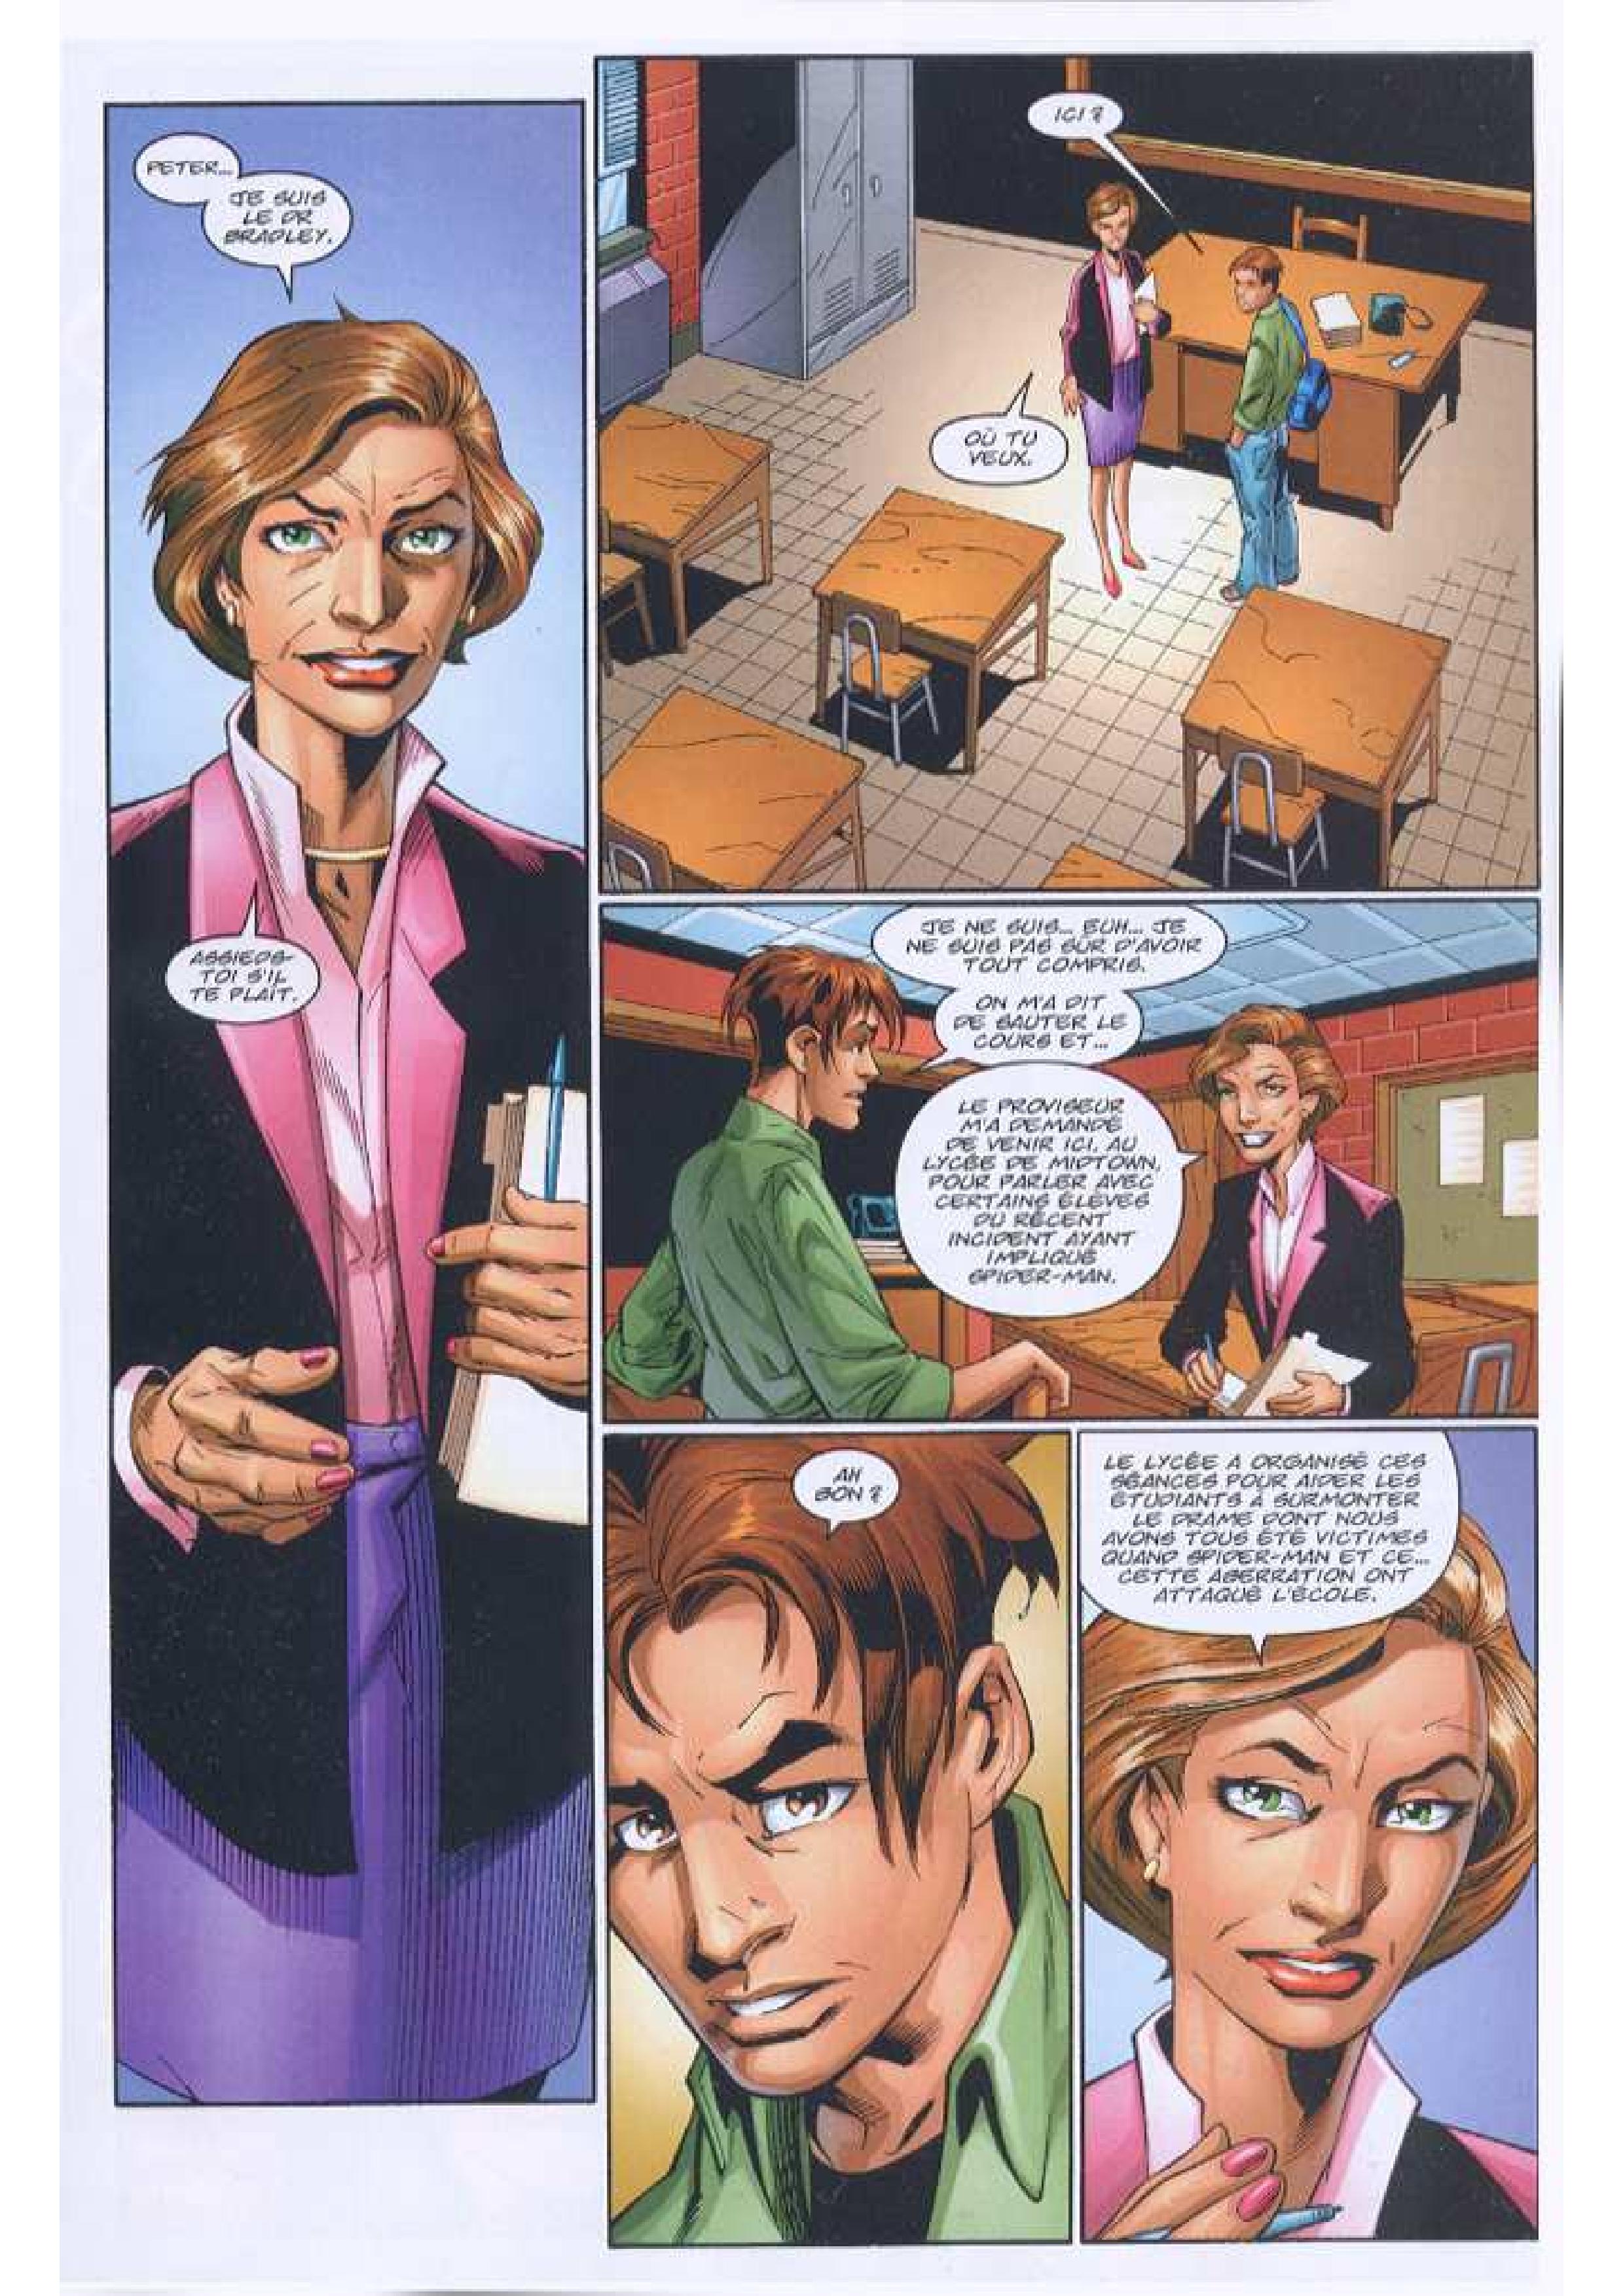 PETER...
JE SUIS
LE DR
BRADLEY.
ASSIEDS-
TOI S'IL
TE PLAÎT.
ICI ?
OÙ TU
VEUX.
JE NE SUIS... EUH... JE
NE SUIS PAS SÛR D'AVOIR
TOUT COMPRIS.
ON M'A DIT
DE SAUTER LE
COURS ET...
LE PROVISEUR
M'A DEMANDÉ
DE VENIR ICI, AU
LYCÉE DE MIDTOWN,
POUR PARLER AVEC
CERTAINS ÉLÈVES
DU RÉCENT
INCIDENT AYANT
IMPLIQUÉ
SPIDER-MAN.
AH
BON ?
LE LYCÉE A ORGANISÉ CES
SÉANCES POUR AIDER LES
ÉTUDIANTS À SURMONTER
LE DRAME DONT NOUS
AVONS TOUS ÉTÉ VICTIMES
QUAND SPIDER-MAN ET CE...
CETTE ABERRATION ONT
ATTAQUÉ L'ÉCOLE.